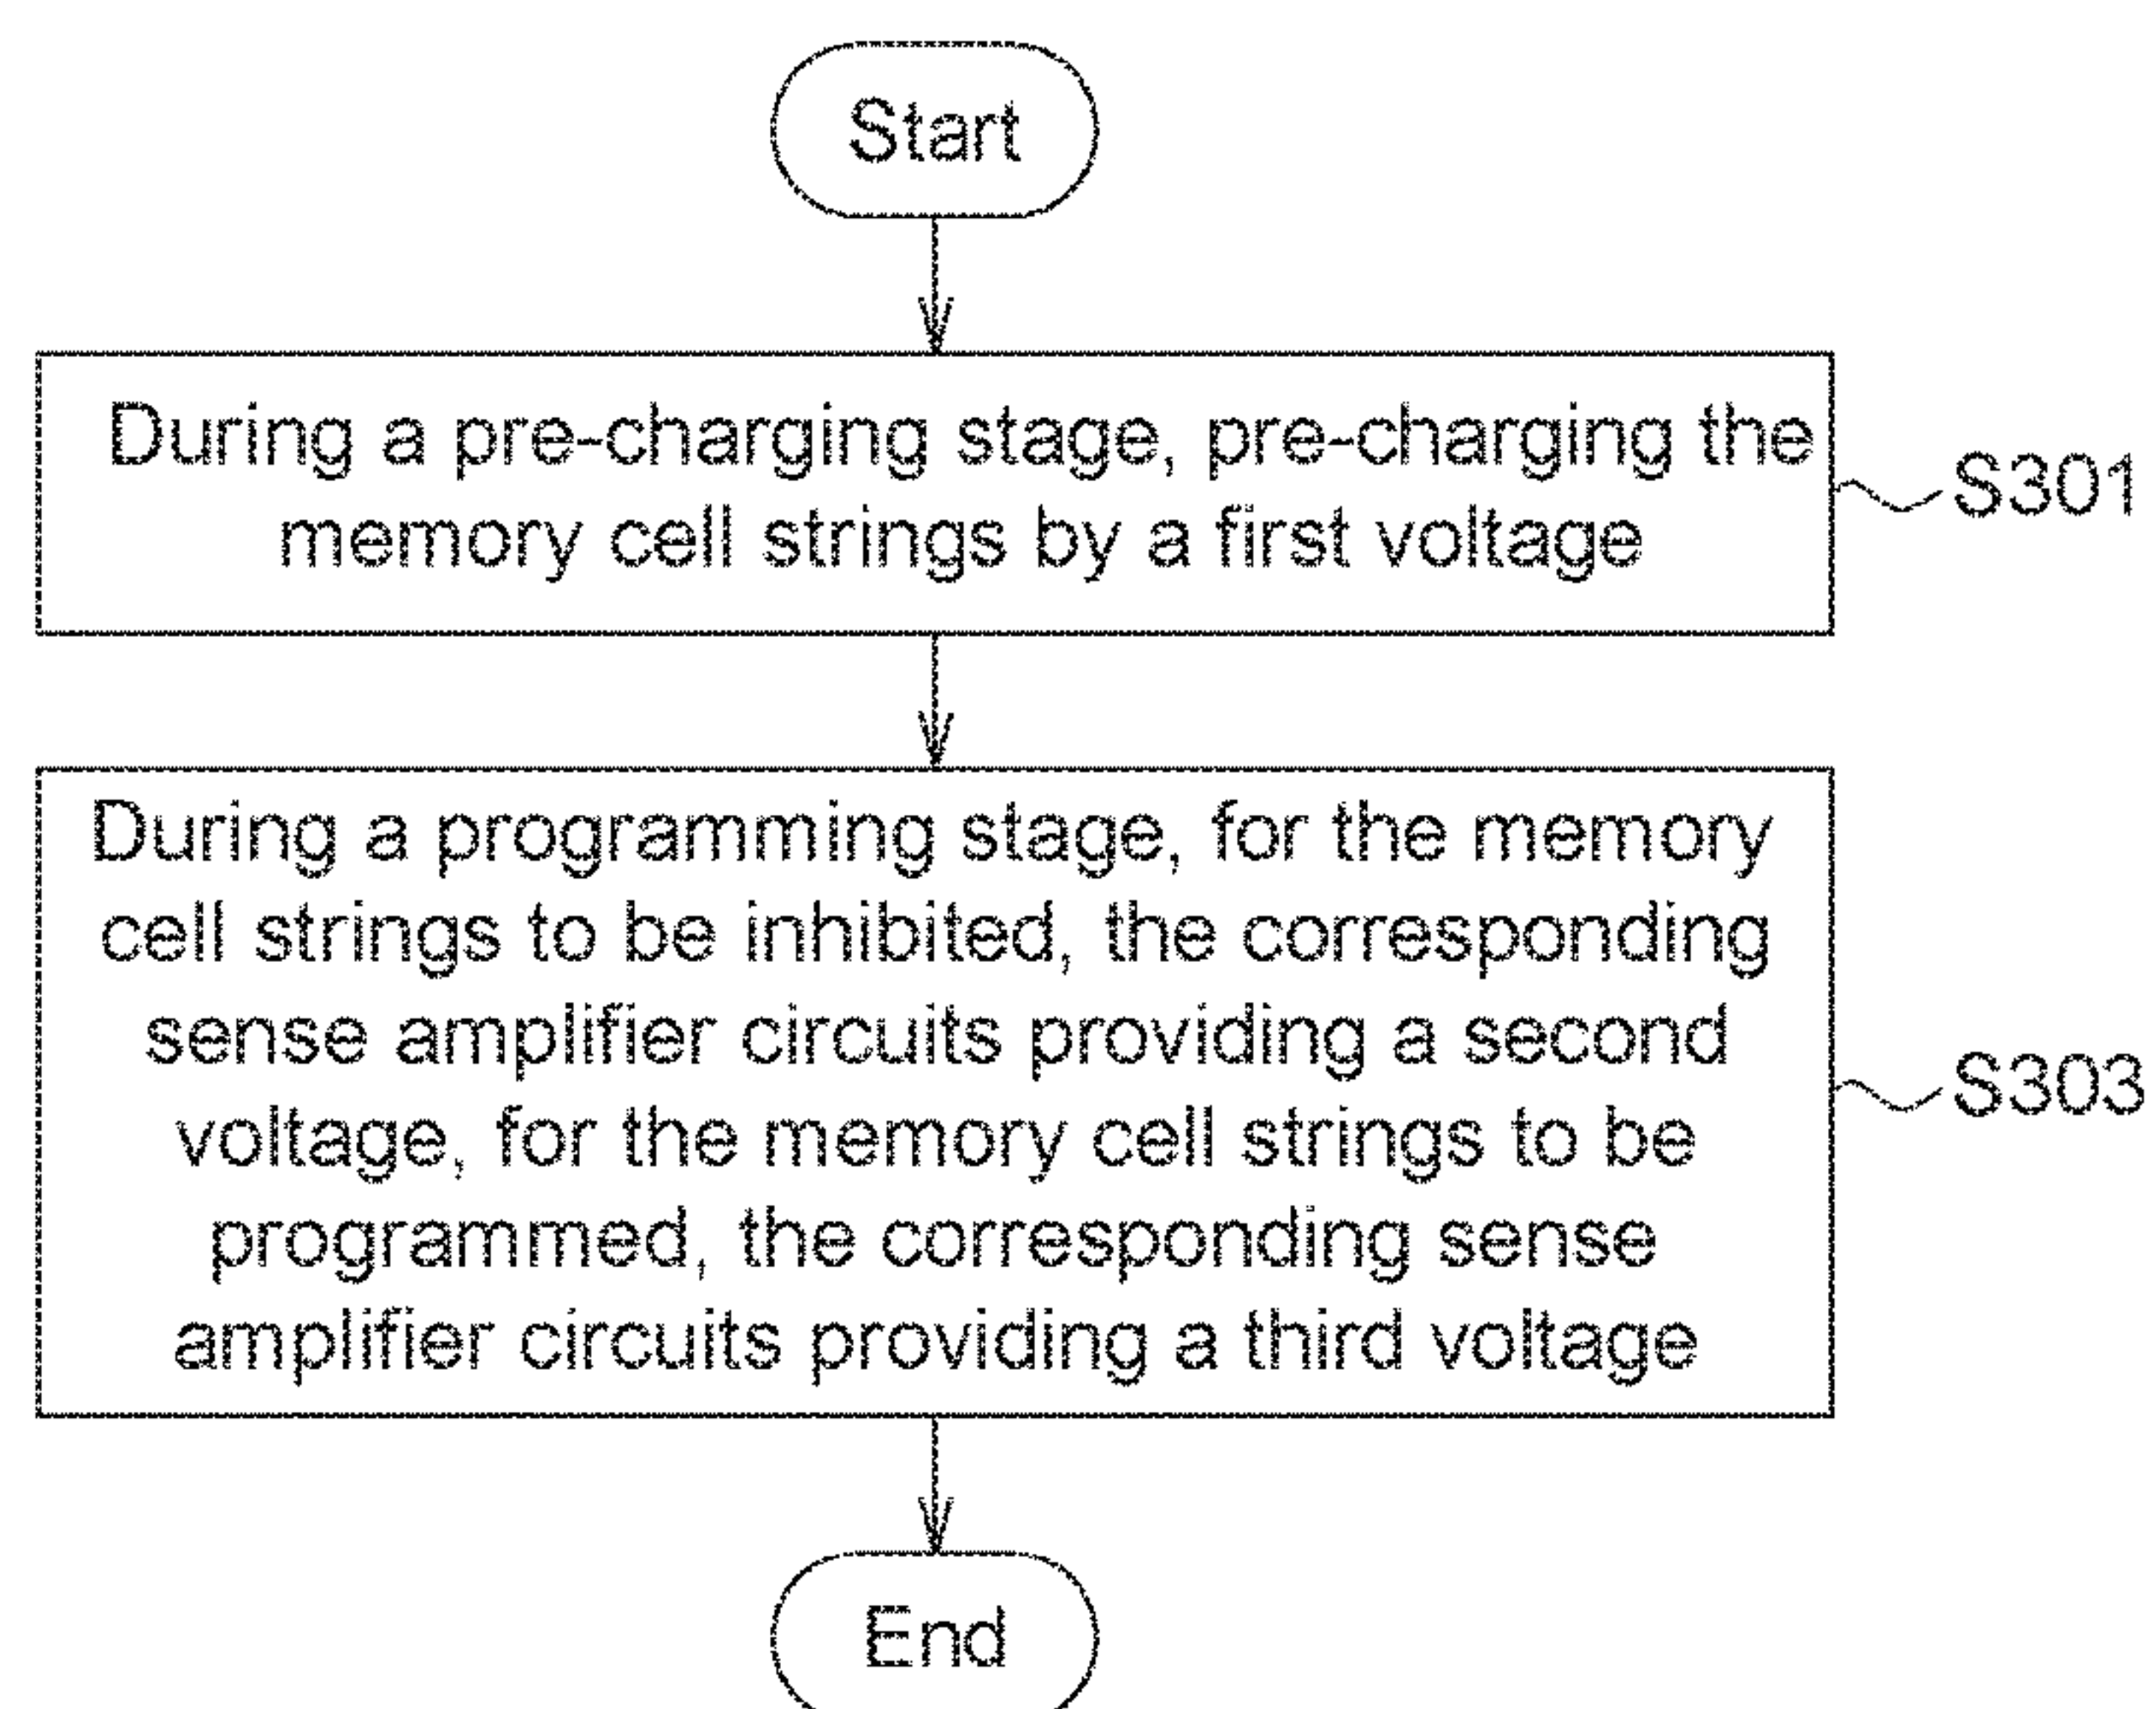 Start
During a pre-charging stage, pre-charging the
memory cell strings by a first voltage
S301
During a programming stage, for the memory
cell strings to be inhibited, the corresponding
sense amplifier circuits providing a second
voltage, for the memory cell strings to be
programmed, the corresponding sense
amplifier circuits providing a third voltage
S303
End